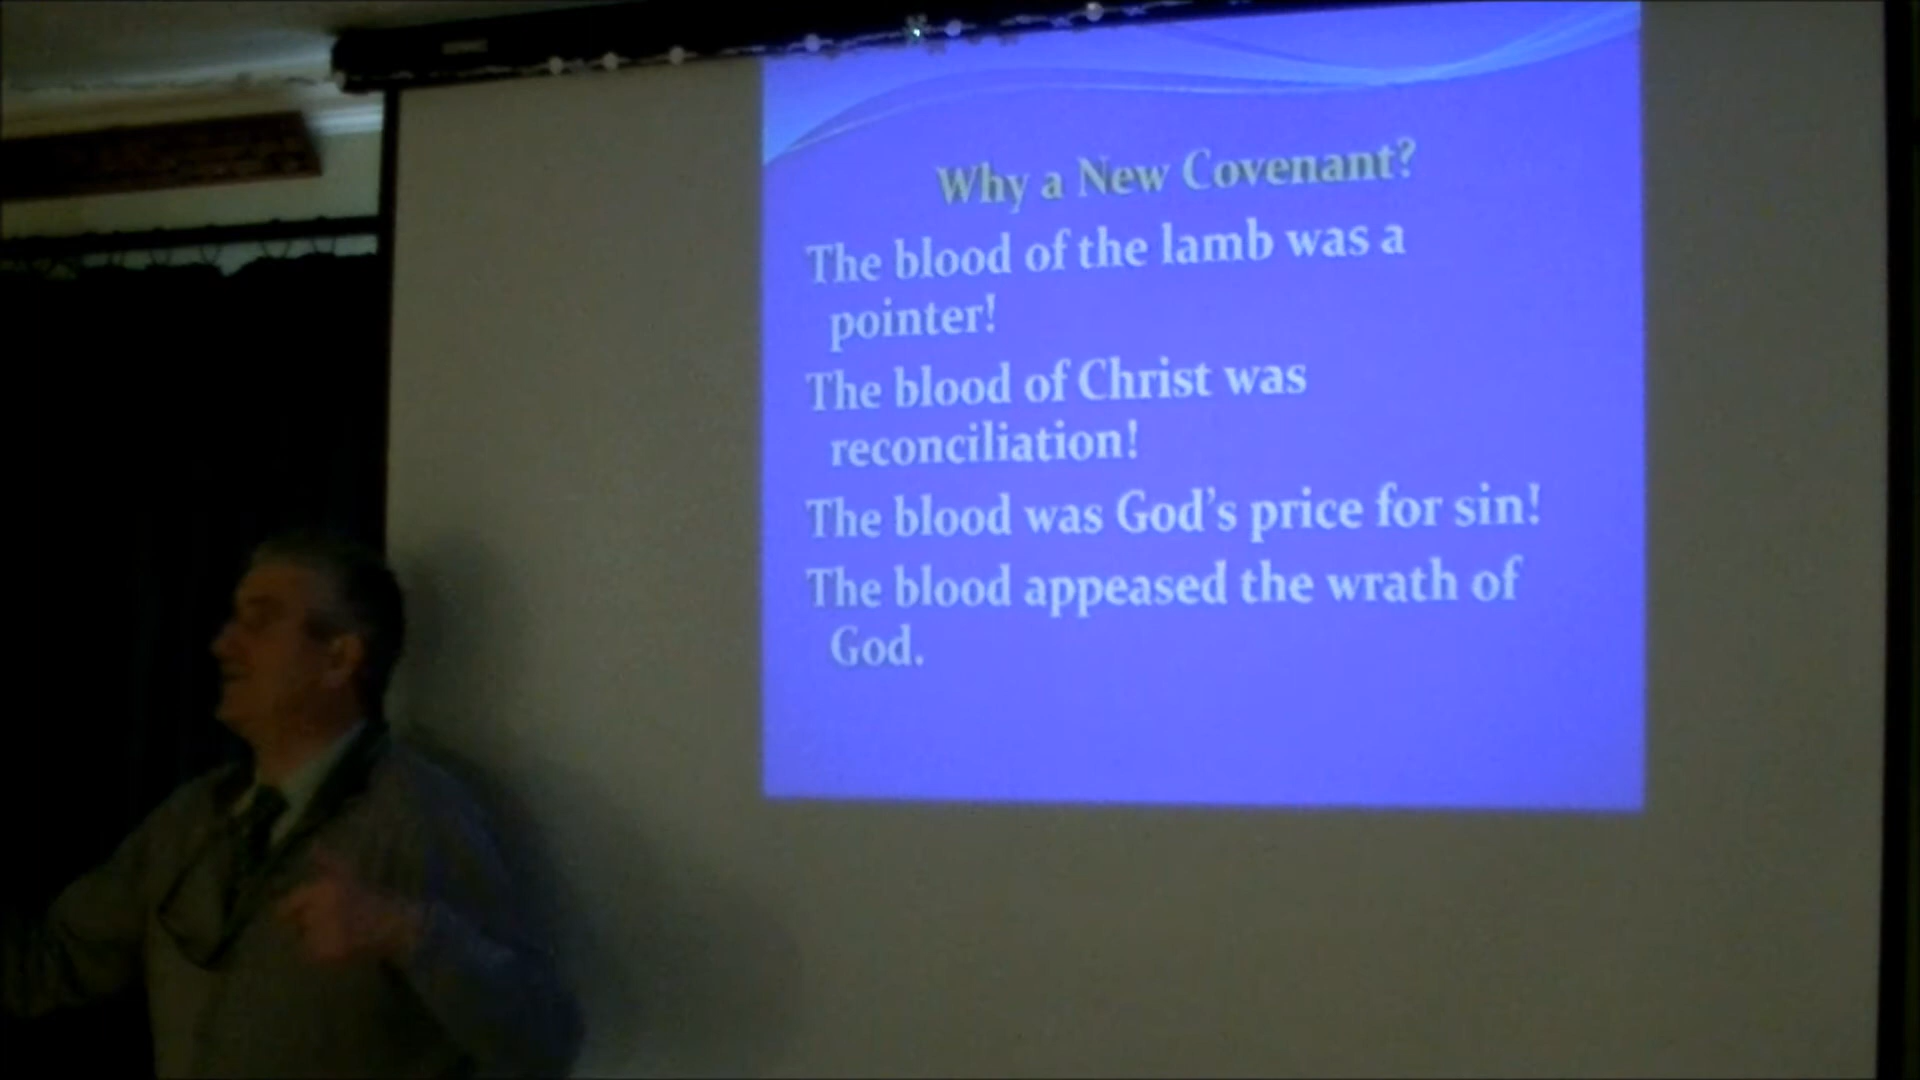 Why a New Covenant?
The blood of the lamb was a
pointer!
The blood of Christ was
reconciliation!
The blood was God’s price for sin!
The blood appeased the wrath of
God.